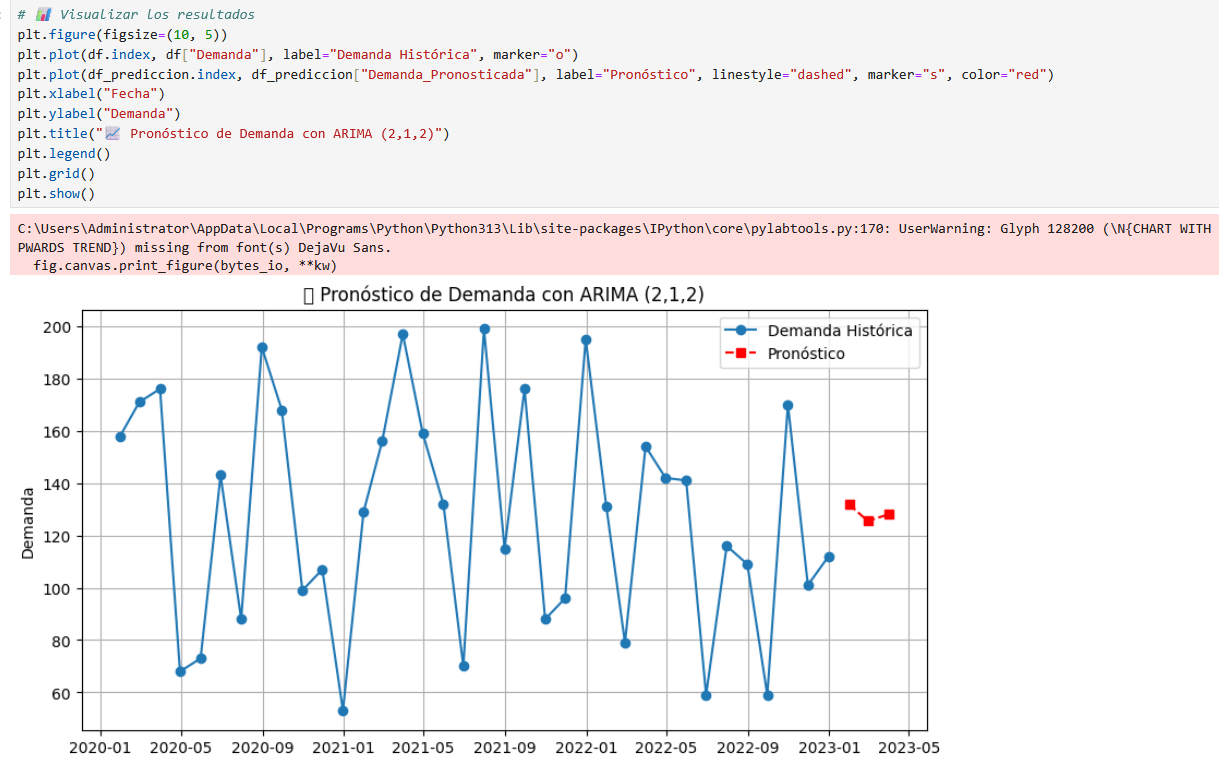 # 📊 Visualizar los resultados
plt.figure(figsize=(10, 5))
plt.plot(df.index, df["Demanda"], label="Demanda Histórica", marker="o")
plt.plot(df_prediccion.index, df_prediccion["Demanda_Pronosticada"], label="Pronóstico", linestyle="dashed", marker="s", color="red")
plt.xlabel("Fecha")
plt.ylabel("Demanda")
plt.title("📈 Pronóstico de Demanda con ARIMA (2,1,2)")
plt.legend()
plt.grid()
plt.show()
C:\Users\Administrator\AppData\Local\Programs\Python\Python313\Lib\site-packages\IPython\core\pylabtools.py:170: UserWarning: Glyph 128200 (\N{CHART WITH
PWARDS TREND}) missing from font(s) DejaVu Sans.
fig.canvas.print_figure(bytes_io, **kw)
▯ Pronóstico de Demanda con ARIMA (2,1,2)
Demanda Histórica
Pronóstico
200
180
160
140
120
100
80
60
Demanda
2020-01 2020-05 2020-09 2021-01 2021-05 2021-09 2022-01 2022-05 2022-09 2023-01 2023-05